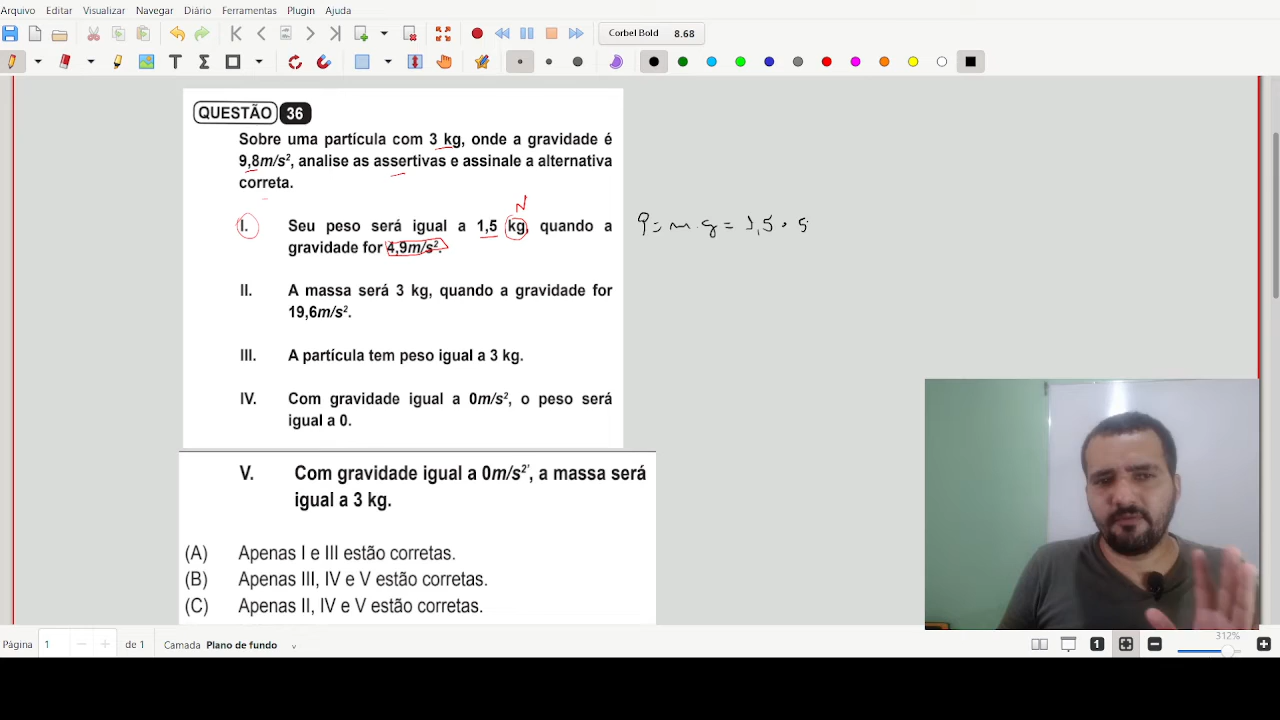 Arquivo Editar Visualizar Navegar Diário Ferramentas Plugin Ajuda
Corbel Bold 8.68
QUESTÃO 36
Sobre uma partícula com 3 kg, onde a gravidade é
9,8m/s², analise as assertivas e assinale a alternativa
correta.
N
I. Seu peso será igual a 1,5 kg, quando a
gravidade for 4,9m/s².
P = m . g = 1,5 . 5
II. A massa será 3 kg, quando a gravidade for
19,6m/s².
III. A partícula tem peso igual a 3 kg.
IV. Com gravidade igual a 0m/s², o peso será
igual a 0.
V. Com gravidade igual a 0m/s²', a massa será
igual a 3 kg.
(A) Apenas I e III estão corretas.
(B) Apenas III, IV e V estão corretas.
(C) Apenas II, IV e V estão corretas.
Página 1 de 1 Camada Plano de fundo 1 312%